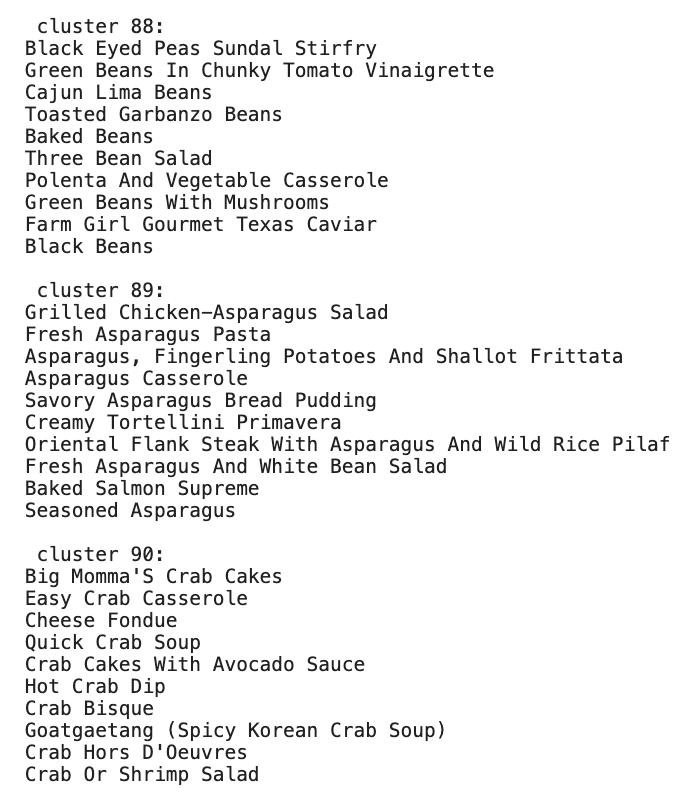 cluster 88:
Black Eyed Peas Sundal Stirfry
Green Beans In Chunky Tomato Vinaigrette
Cajun Lima Beans
Toasted Garbanzo Beans
Baked Beans
Three Bean Salad
Polenta And Vegetable Casserole
Green Beans With Mushrooms
Farm Girl Gourmet Texas Caviar
Black Beans
cluster 89:
Grilled Chicken-Asparagus Salad
Fresh Asparagus Pasta
Asparagus, Fingerling Potatoes And Shallot Frittata
Asparagus Casserole
Savory Asparagus Bread Pudding
Creamy Tortellini Primavera
Oriental Flank Steak With Asparagus And Wild Rice Pilaf
Fresh Asparagus And White Bean Salad
Baked Salmon Supreme
Seasoned Asparagus
cluster 90:
Big Momma'S Crab Cakes
Easy Crab Casserole
Cheese Fondue
Quick Crab Soup
Crab Cakes With Avocado Sauce
Hot Crab Dip
Crab Bisque
Goatgaetang (Spicy Korean Crab Soup)
Crab Hors D'Oeuvres
Crab Or Shrimp Salad